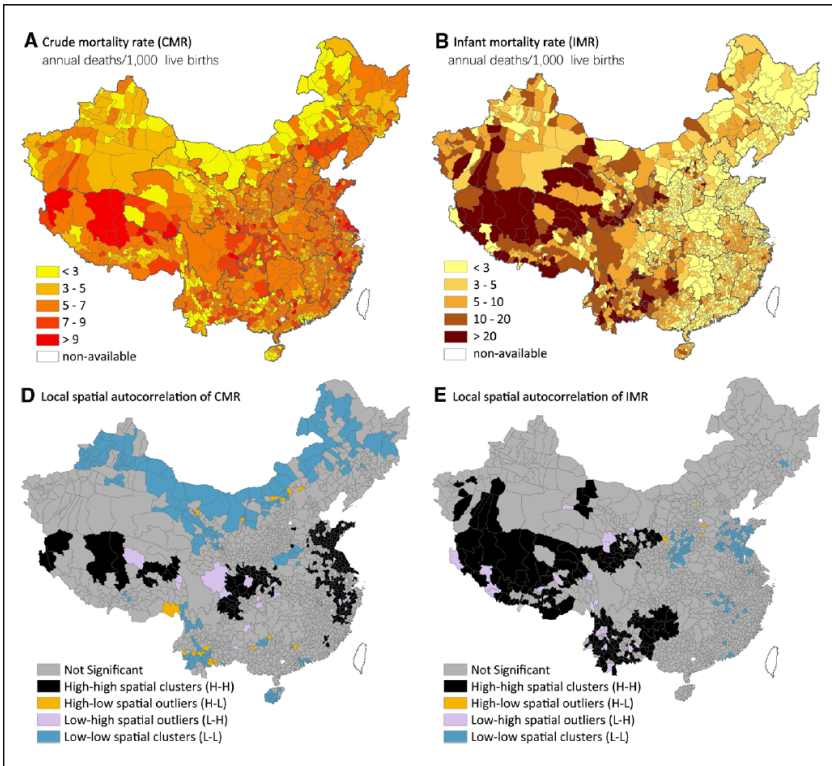 A Crude mortality rate (CMR)
annual deaths/1,000 live births
< 3
3 - 5
5 - 7
7 - 9
> 9
non-available
B Infant mortality rate (IMR)
annual deaths/1,000 live births
< 3
3 - 5
5 - 10
10 - 20
> 20
non-available
D Local spatial autocorrelation of CMR
Not Significant
High-high spatial clusters (H-H)
High-low spatial outliers (H-L)
Low-high spatial outliers (L-H)
Low-low spatial clusters (L-L)
E Local spatial autocorrelation of IMR
Not Significant
High-high spatial clusters (H-H)
High-low spatial outliers (H-L)
Low-high spatial outliers (L-H)
Low-low spatial clusters (L-L)